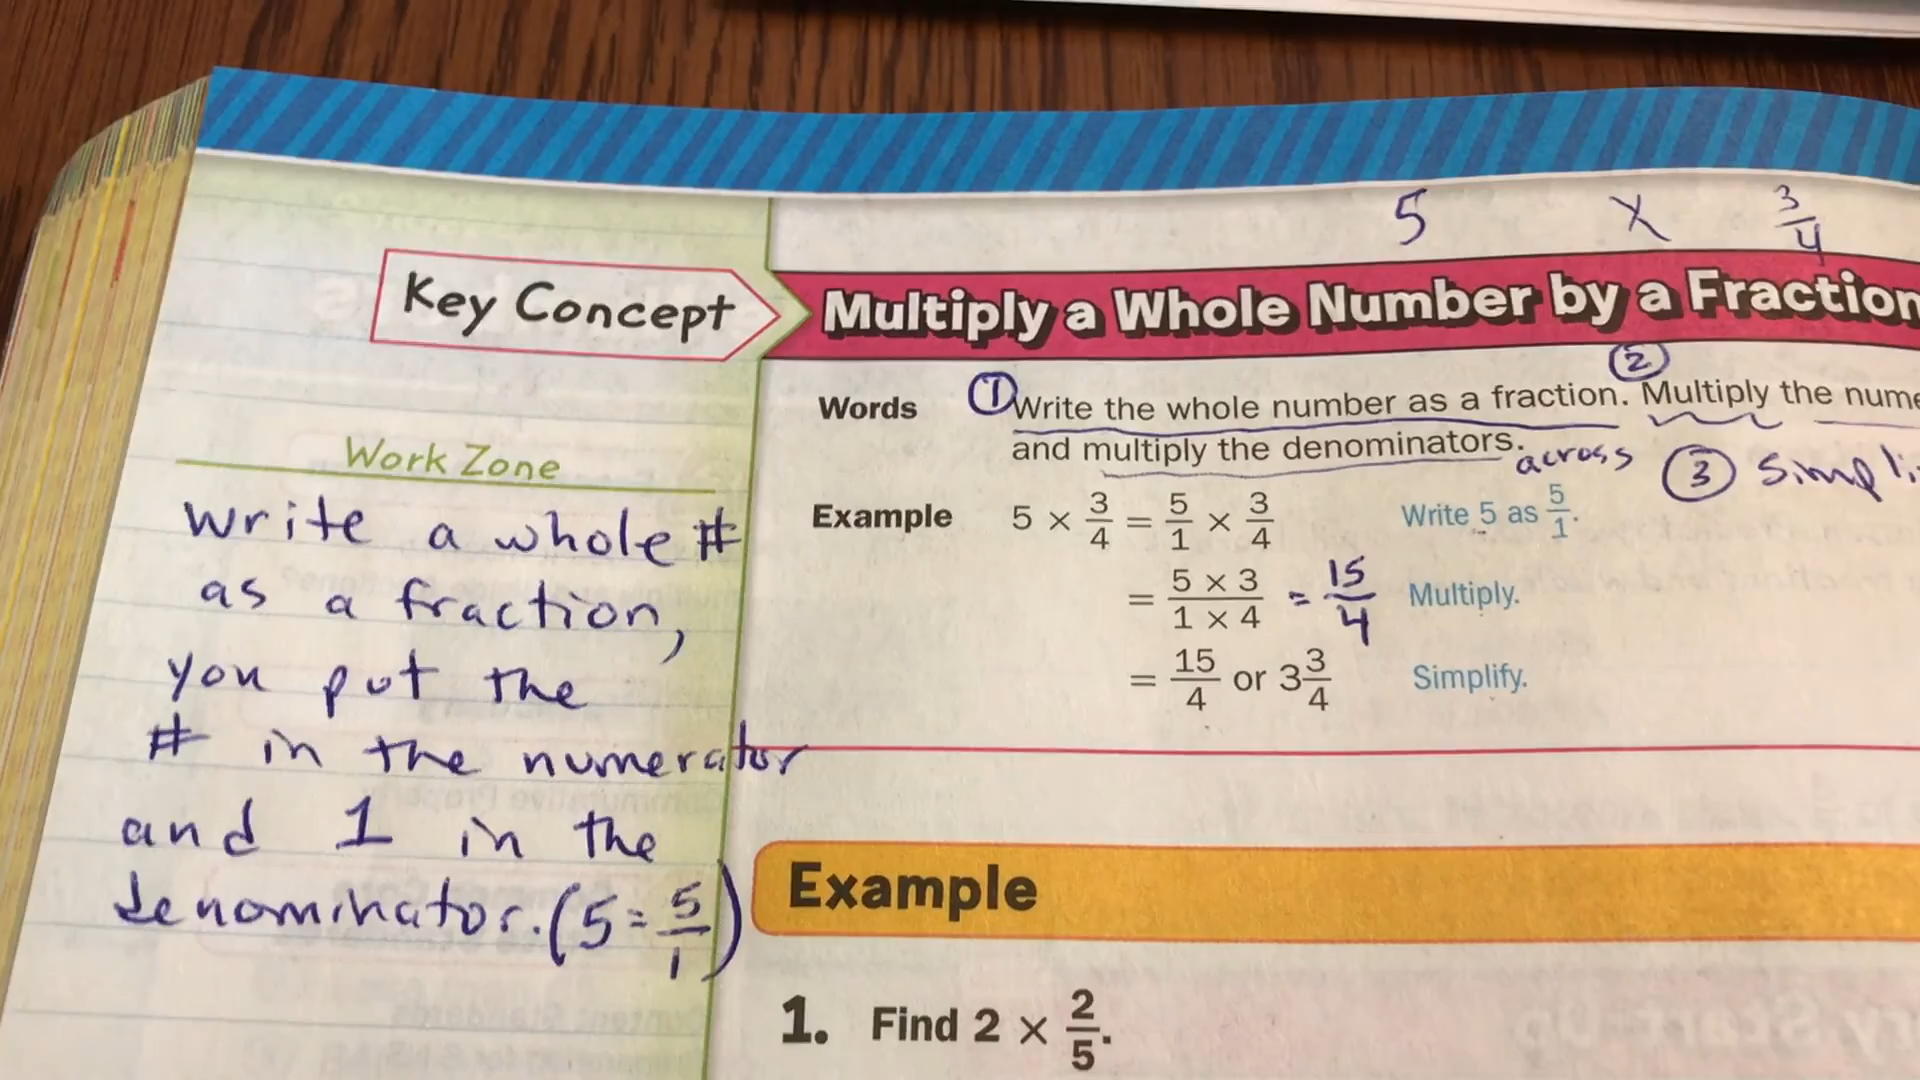 5 × 3/4
Key Concept
Multiply a Whole Number by a Fraction
②
Words ① Write the whole number as a fraction. Multiply the
and multiply the denominators. across ③
Work Zone
Write a whole #
as a fraction,
you put the
# in the numerator
and 1 in the
denominator. (5 = 5/1)
Example 5 × 3/4 = 5/1 × 3/4 Write 5 as 5/1.
= 5 × 3 / 1 × 4 = 15/4 Multiply.
= 15/4 or 3 3/4 Simplify.
Example
1. Find 2 × 2/5.